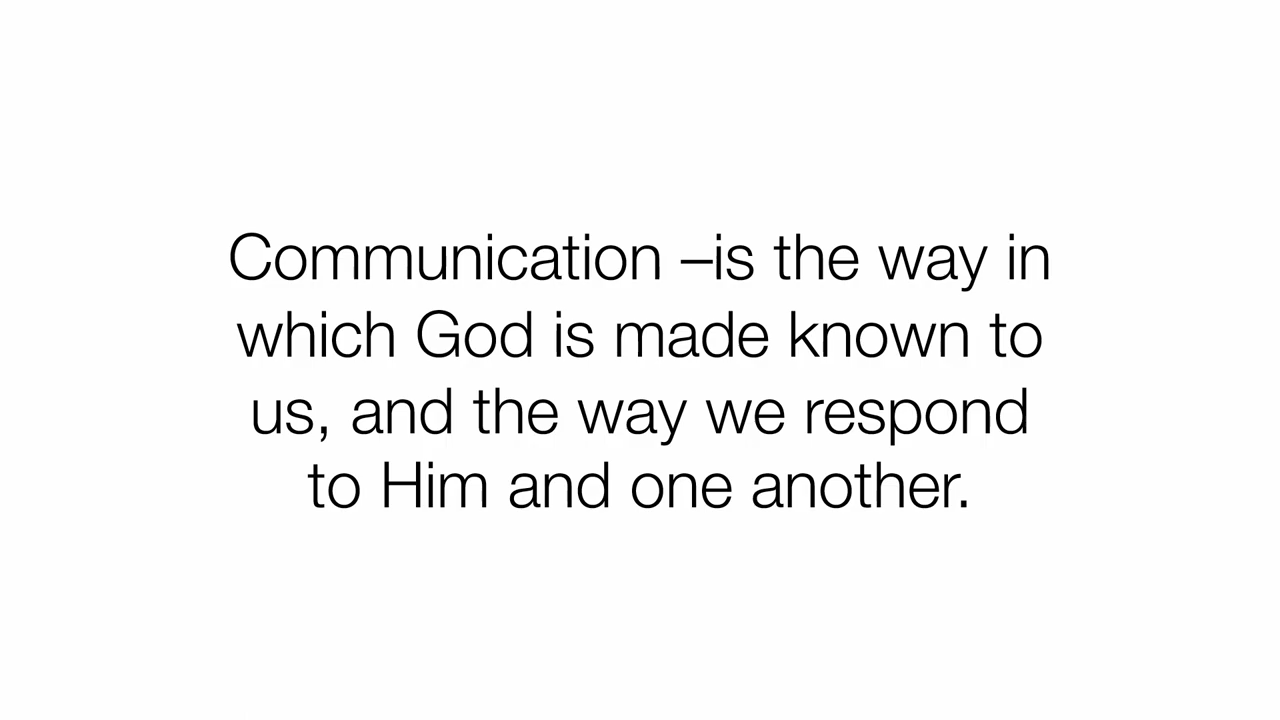 Communication –is the way in
which God is made known to
us, and the way we respond
to Him and one another.